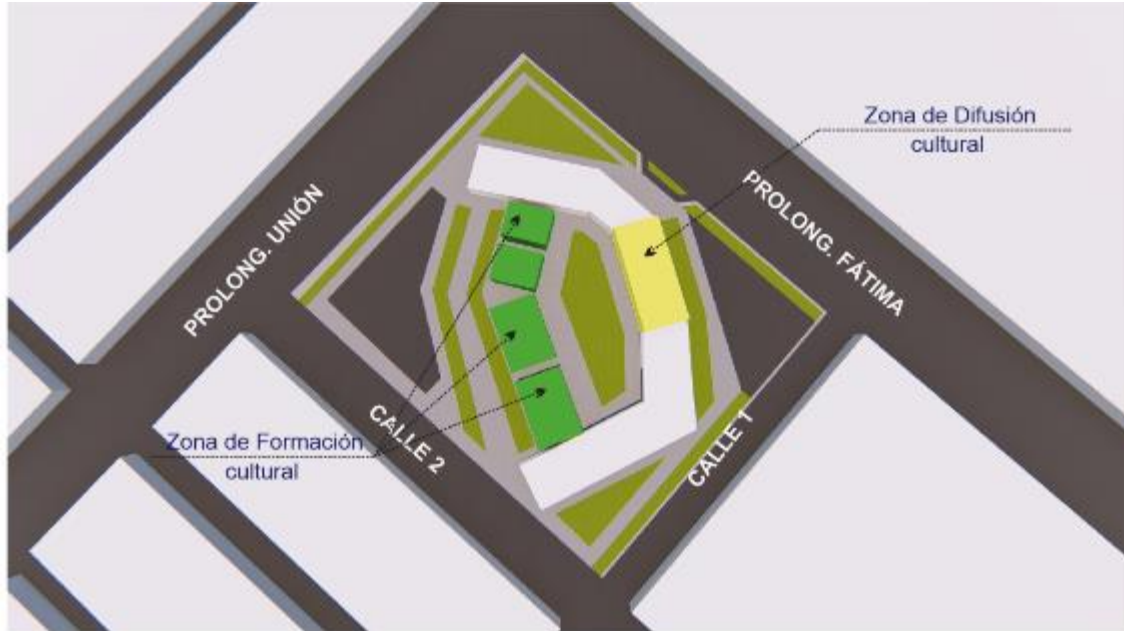 Zona de Difusión
cultural
PROLONG. UNIÓN
PROLONG. FÁTIMA
CALLE 2
CALLE 1
Zona de Formación
cultural